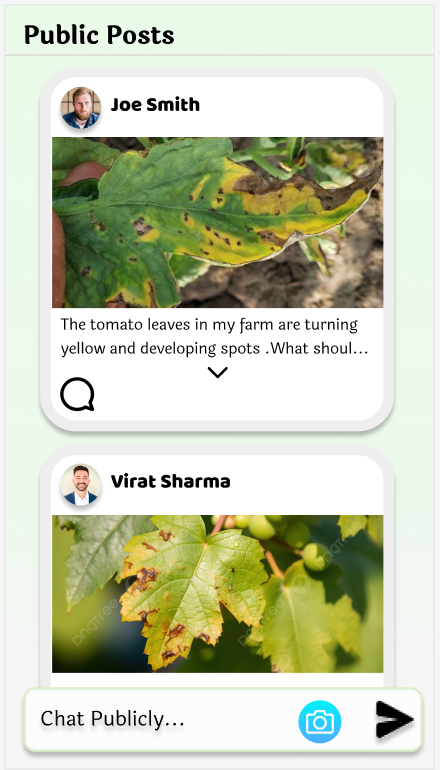 Public Posts
Joe Smith
The tomato leaves in my farm are turning
yellow and developing spots .What shoul...
Virat Sharma
Chat Publicly...